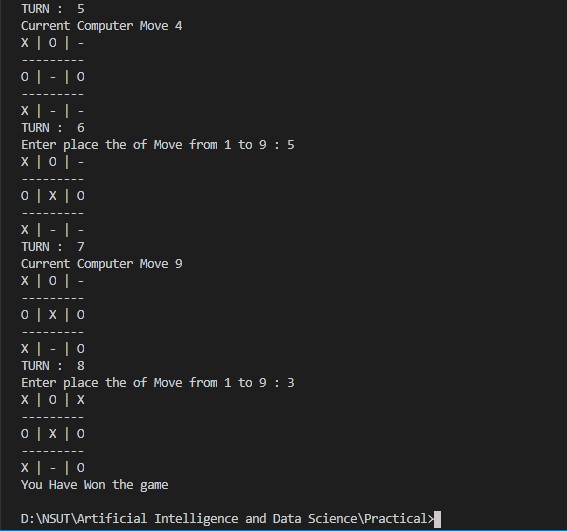 TURN :  5
Current Computer Move 4
X | O | -
---------
O | - | O
---------
X | - | -
TURN :  6
Enter place the of Move from 1 to 9 : 5
X | O | -
---------
O | X | O
---------
X | - | -
TURN :  7
Current Computer Move 9
X | O | -
---------
O | X | O
---------
X | - | O
TURN :  8
Enter place the of Move from 1 to 9 : 3
X | O | X
---------
O | X | O
---------
X | - | O
You Have Won the game
D:\NSUT\Artificial Intelligence and Data Science\Practical>